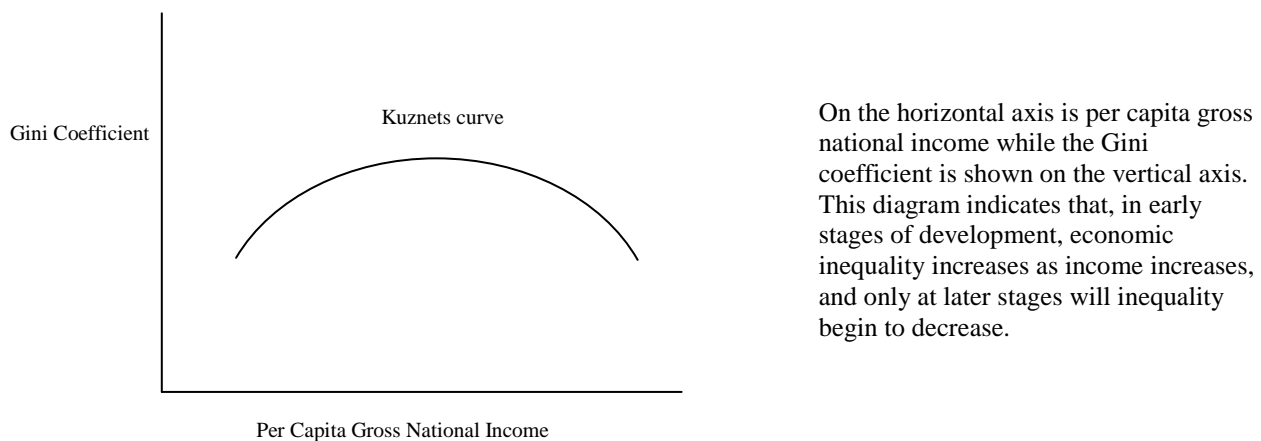 Gini Coefficient
Kuznets curve
Per Capita Gross National Income
On the horizontal axis is per capita gross
national income while the Gini
coefficient is shown on the vertical axis.
This diagram indicates that, in early
stages of development, economic
inequality increases as income increases,
and only at later stages will inequality
begin to decrease.